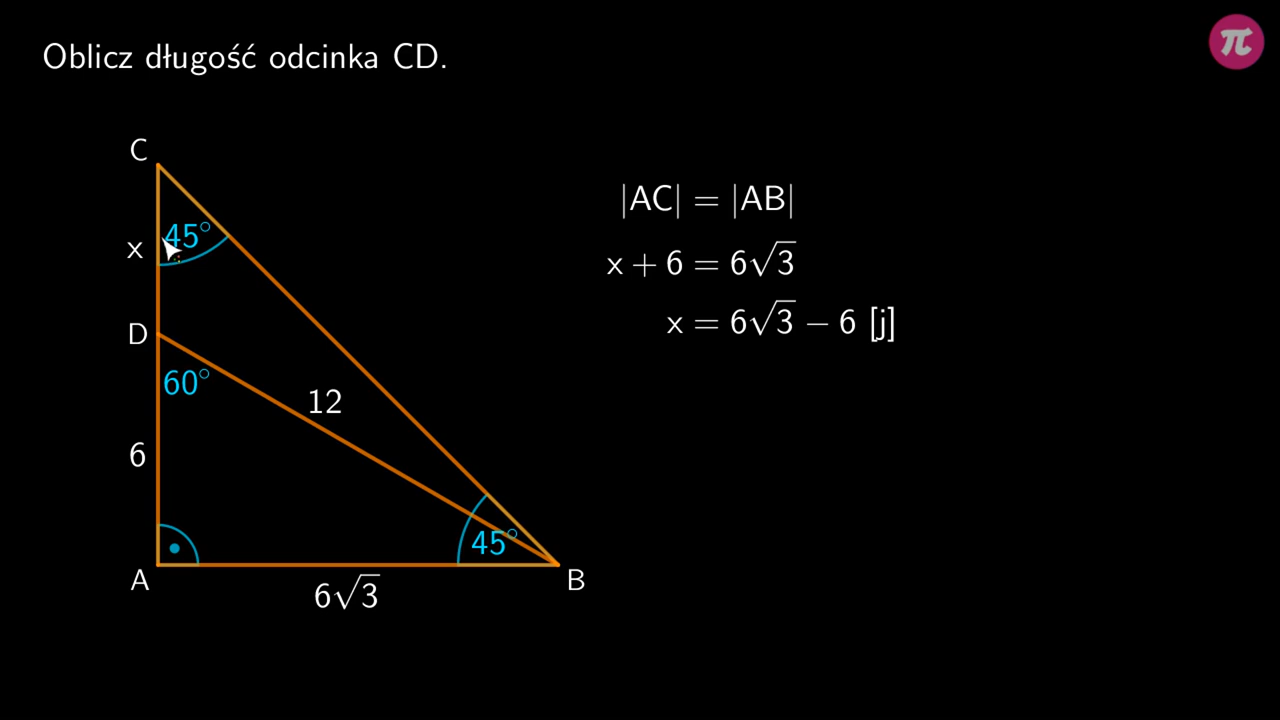 Oblicz długość odcinka CD.
π
C
45°
x
D
60°
12
6
45°
A
B
6√3
|AC| = |AB|
x + 6 = 6√3
x = 6√3 − 6 [j]